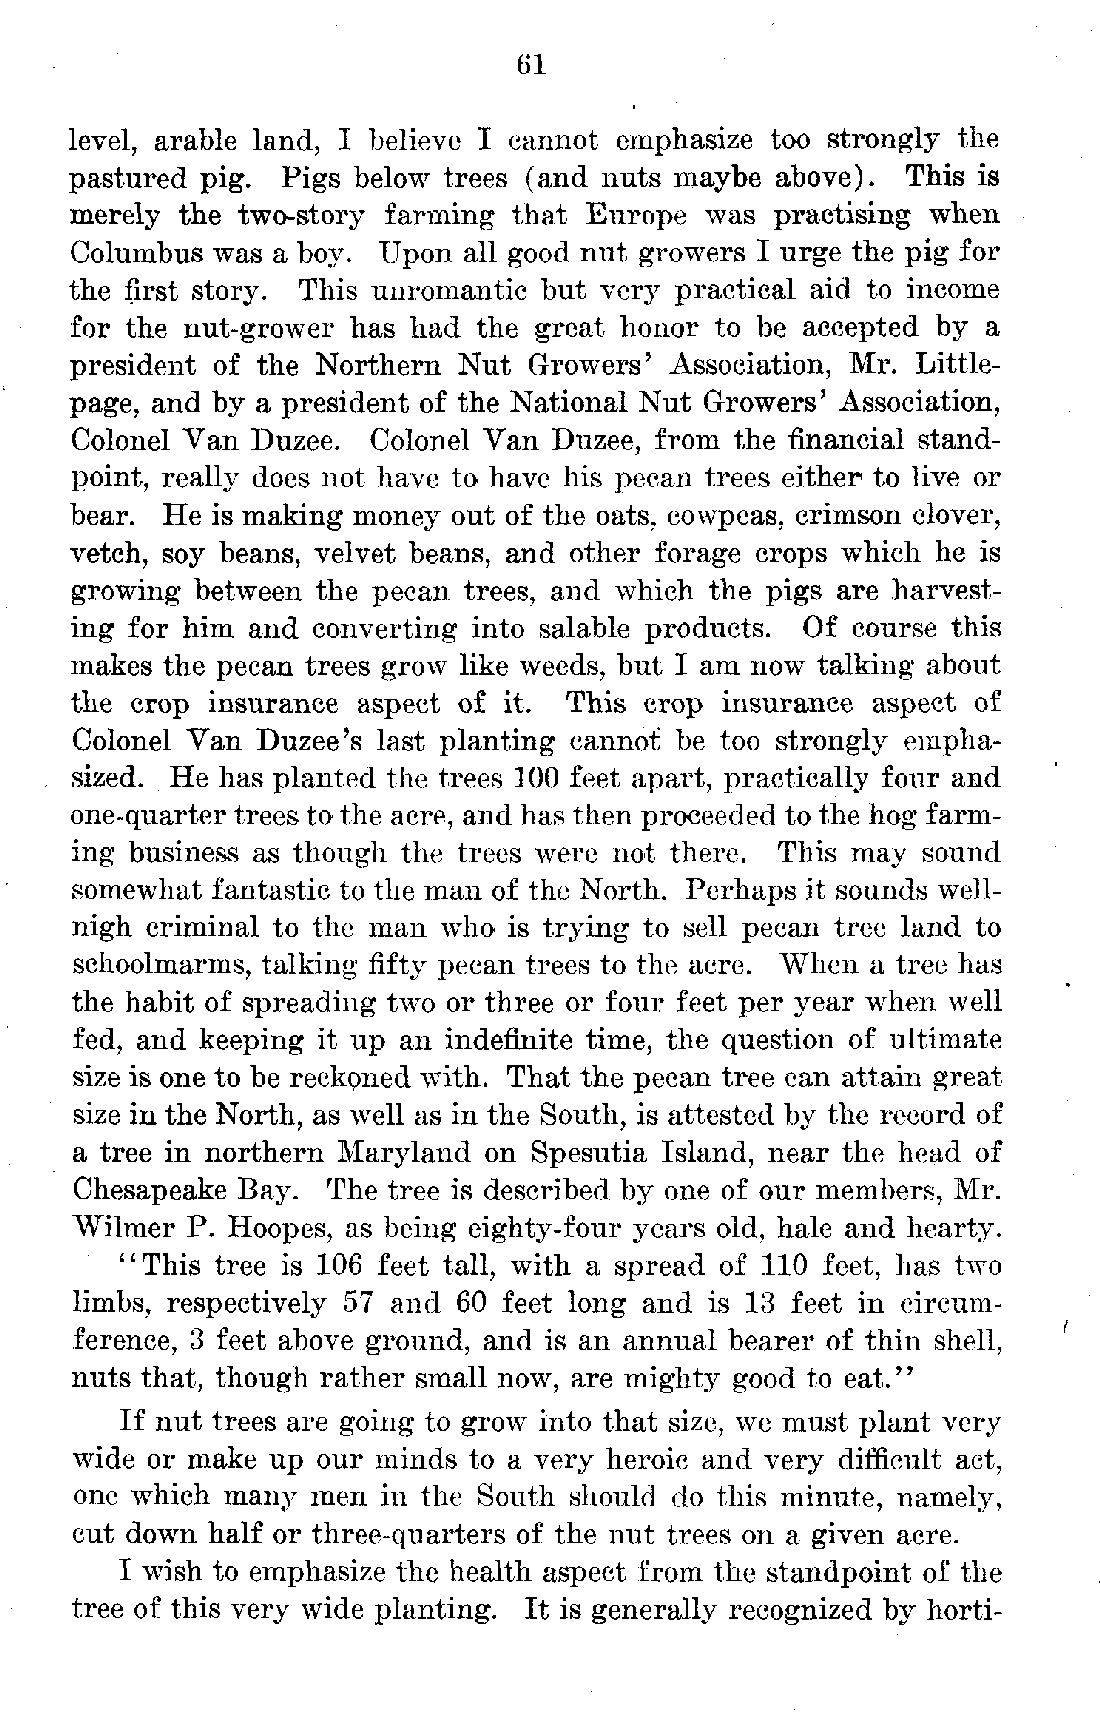 61
level, arable land, I believe I cannot emphasize too strongly the
pastured pig. Pigs below trees (and nuts maybe above). This is
merely the two-story farming that Europe was practising when
Columbus was a boy. Upon all good nut growers I urge the pig for
the first story. This unromantic but very practical aid to income
for the nut-grower has had the great honor to be accepted by a
president of the Northern Nut Growers' Association, Mr. Little-
page, and by a president of the National Nut Growers' Association,
Colonel Van Duzee. Colonel Van Duzee, from the financial stand-
point, really does not have to have his pecan trees either to live or
bear. He is making money out of the oats, cowpeas, crimson clover,
vetch, soy beans, velvet beans, and other forage crops which he is
growing between the pecan trees, and which the pigs are harvest-
ing for him and converting into salable products. Of course this
makes the pecan trees grow like weeds, but I am now talking about
the crop insurance aspect of it. This crop insurance aspect of
Colonel Van Duzee's last planting cannot be too strongly empha-
sized. He has planted the trees 100 feet apart, practically four and
one-quarter trees to the acre, and has then proceeded to the hog farm-
ing business as though the trees were not there. This may sound
somewhat fantastic to the man of the North. Perhaps it sounds well-
nigh criminal to the man who is trying to sell pecan tree land to
schoolmarms, talking fifty pecan trees to the acre. When a tree has
the habit of spreading two or three or four feet per year when well
fed, and keeping it up an indefinite time, the question of ultimate
size is one to be reckoned with. That the pecan tree can attain great
size in the North, as well as in the South, is attested by the record of
a tree in northern Maryland on Spesutia Island, near the head of
Chesapeake Bay. The tree is described by one of our members, Mr.
Wilmer P. Hoopes, as being eighty-four years old, hale and hearty.
"This tree is 106 feet tall, with a spread of 110 feet, has two
limbs, respectively 57 and 60 feet long and is 13 feet in circum-
ference, 3 feet above ground, and is an annual bearer of thin shell,
nuts that, though rather small now, are mighty good to eat."
If nut trees are going to grow into that size, we must plant very
wide or make up our minds to a very heroic and very difficult act,
one which many men in the South should do this minute, namely,
cut down half or three-quarters of the nut trees on a given acre.
I wish to emphasize the health aspect from the standpoint of the
tree of this very wide planting. It is generally recognized by horti-